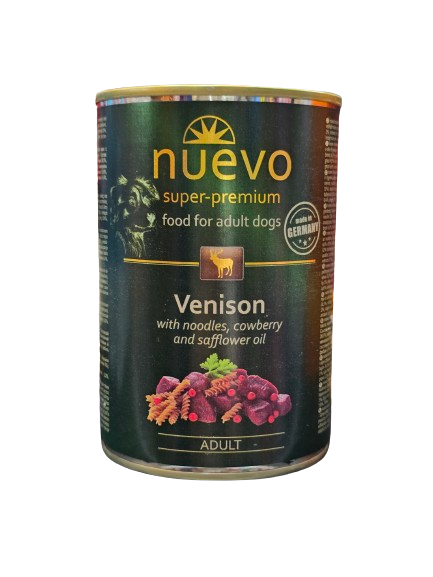 nuevo
super-premium
food for adult dogs
made in
GERMANY
Venison
with noodles, cowberry
and safflower oil
ADULT